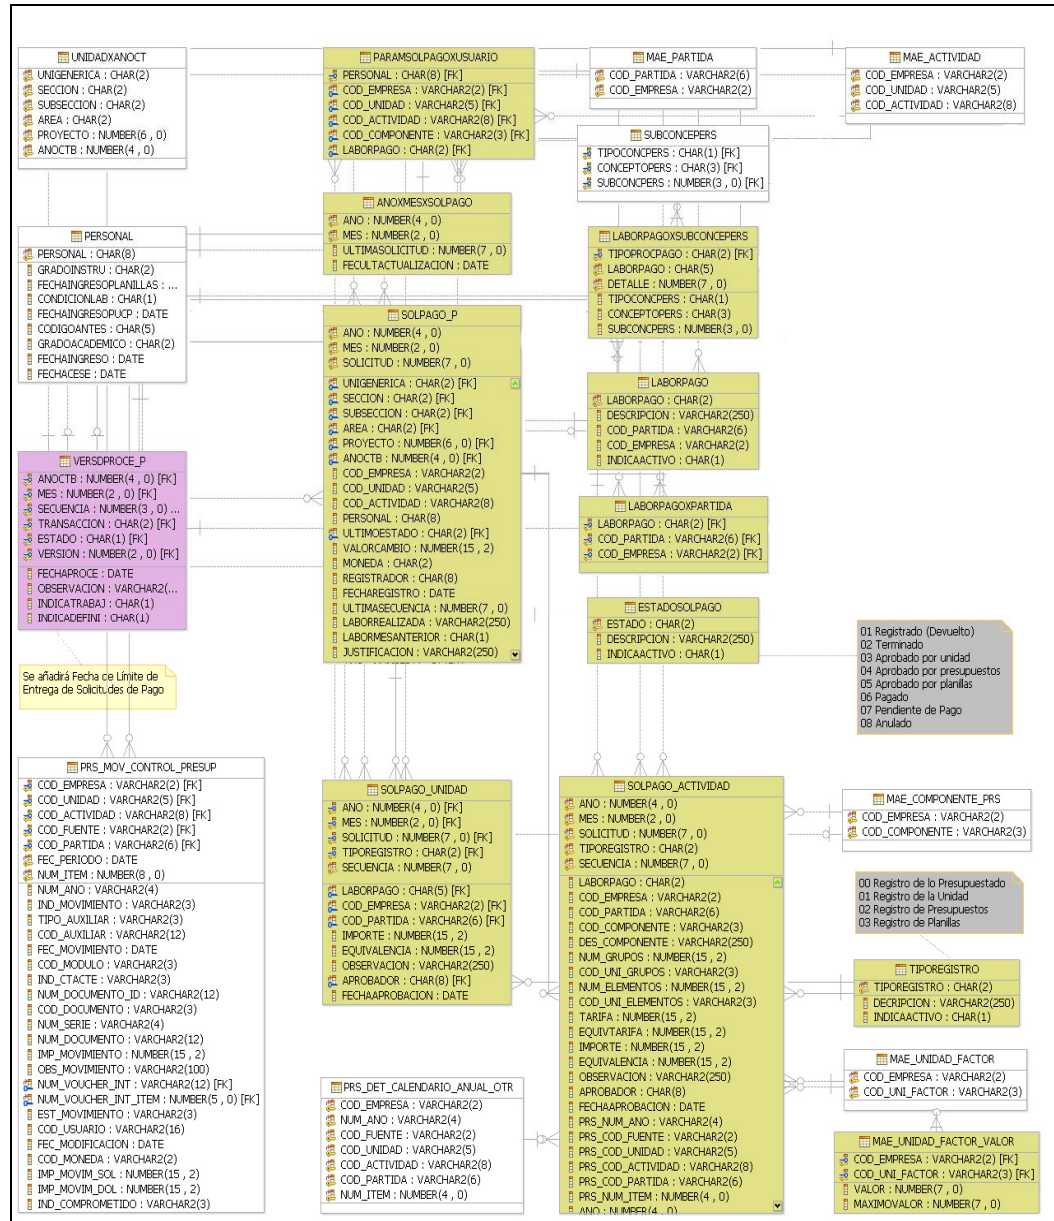 UNIDADXANOCT
UNIGENERICA : CHAR(2)
SECCION : CHAR(2)
SUBSECCION : CHAR(2)
AREA : CHAR(2)
PROYECTO : NUMBER(6 , 0)
ANOCTB : NUMBER(4 , 0)
PARAMSOLPAGOXUSUARIO
PERSONAL : CHAR(8) [FK]
COD_EMPRESA : VARCHAR2(2) [FK]
COD_UNIDAD : VARCHAR2(5) [FK]
COD_ACTIVIDAD : VARCHAR2(8) [FK]
COD_COMPONENTE : VARCHAR2(3) [FK]
LABORPAGO : CHAR(2) [FK]
MAE_PARTIDA
COD_PARTIDA : VARCHAR2(6)
COD_EMPRESA : VARCHAR2(2)
MAE_ACTIVIDAD
COD_EMPRESA : VARCHAR2(2)
COD_UNIDAD : VARCHAR2(5)
COD_ACTIVIDAD : VARCHAR2(8)
SUBCONCEPERS
TIPOCONCPERS : CHAR(1) [FK]
CONCEPTOPERS : CHAR(3) [FK]
SUBCONCPERS : NUMBER(3 , 0) [FK]
ANOXMESXSOLPAGO
ANO : NUMBER(4 , 0)
MES : NUMBER(2 , 0)
ULTIMASOLICITUD : NUMBER(7 , 0)
FECULTACTUALIZACION : DATE
PERSONAL
PERSONAL : CHAR(8)
GRADOINSTRU : CHAR(2)
FECHAINGRESOPLANILLAS : ...
CONDICIONLAB : CHAR(1)
FECHAINGRESOPUCP : DATE
CODIGOANTES : CHAR(5)
GRADOACADEMICO : CHAR(2)
FECHAINGRESO : DATE
FECHACESE : DATE
LABORPAGOXSUBCONCEPERS
TIPOPROCPAGO : CHAR(2) [FK]
LABORPAGO : CHAR(5)
DETALLE : NUMBER(7 , 0)
TIPOCONCPERS : CHAR(1)
CONCEPTOPERS : CHAR(3)
SUBCONCPERS : NUMBER(3 , 0)
SOLPAGO_P
ANO : NUMBER(4 , 0)
MES : NUMBER(2 , 0)
SOLICITUD : NUMBER(7 , 0)
UNIGENERICA : CHAR(2) [FK]
SECCION : CHAR(2) [FK]
SUBSECCION : CHAR(2) [FK]
AREA : CHAR(2) [FK]
PROYECTO : NUMBER(6 , 0) [FK]
ANOCTB : NUMBER(4 , 0) [FK]
COD_EMPRESA : VARCHAR2(2)
COD_UNIDAD : VARCHAR2(5)
COD_ACTIVIDAD : VARCHAR2(8)
PERSONAL : CHAR(8)
ULTIMOESTADO : CHAR(2) [FK]
VALORCAMBIO : NUMBER(15 , 2)
MONEDA : CHAR(2)
REGISTRADOR : CHAR(8)
FECHAREGISTRO : DATE
ULTIMASECUENCIA : NUMBER(7 , 0)
LABORREALIZADA : VARCHAR2(250)
LABORMESANTERIOR : CHAR(1)
JUSTIFICACION : VARCHAR2(250)
LABORPAGO
LABORPAGO : CHAR(2)
DESCRIPCION : VARCHAR2(250)
COD_PARTIDA : VARCHAR2(6)
COD_EMPRESA : VARCHAR2(2)
INDICAACTIVO : CHAR(1)
VERSDPROCE_P
ANOCTB : NUMBER(4 , 0) [FK]
MES : NUMBER(2 , 0) [FK]
SECUENCIA : NUMBER(3 , 0) ...
TRANSACCION : CHAR(2) [FK]
ESTADO : CHAR(1) [FK]
VERSION : NUMBER(2 , 0) [FK]
FECHAPROCE : DATE
OBSERVACION : VARCHAR2(...
INDICATRABAJ : CHAR(1)
INDICADEFINI : CHAR(1)
LABORPAGOXPARTIDA
LABORPAGO : CHAR(2) [FK]
COD_PARTIDA : VARCHAR2(6) [FK]
COD_EMPRESA : VARCHAR2(2) [FK]
ESTADOSOLPAGO
ESTADO : CHAR(2)
DESCRIPCION : VARCHAR2(250)
INDICAACTIVO : CHAR(1)
01 Registrado (Devuelto)
02 Terminado
03 Aprobado por unidad
04 Aprobado por presupuestos
05 Aprobado por planillas
06 Pagado
07 Pendiente de Pago
08 Anulado
Se añadirá Fecha de Límite de
Entrega de Solicitudes de Pago
PRS_MOV_CONTROL_PRESUP
COD_EMPRESA : VARCHAR2(2) [FK]
COD_UNIDAD : VARCHAR2(5) [FK]
COD_ACTIVIDAD : VARCHAR2(8) [FK]
COD_FUENTE : VARCHAR2(2) [FK]
COD_PARTIDA : VARCHAR2(6) [FK]
FEC_PERIODO : DATE
NUM_ITEM : NUMBER(8 , 0)
NUM_ANO : VARCHAR2(4)
IND_MOVIMIENTO : VARCHAR2(3)
TIPO_AUXILIAR : VARCHAR2(3)
COD_AUXILIAR : VARCHAR2(12)
FEC_MOVIMIENTO : DATE
COD_MODULO : VARCHAR2(3)
IND_CTACTE : VARCHAR2(3)
NUM_DOCUMENTO_ID : VARCHAR2(12)
COD_DOCUMENTO : VARCHAR2(3)
NUM_SERIE : VARCHAR2(4)
NUM_DOCUMENTO : VARCHAR2(12)
IMP_MOVIMIENTO : NUMBER(15 , 2)
OBS_MOVIMIENTO : VARCHAR2(100)
NUM_VOUCHER_INT : VARCHAR2(12) [FK]
NUM_VOUCHER_INT_ITEM : NUMBER(5 , 0) [FK]
EST_MOVIMIENTO : VARCHAR2(3)
COD_USUARIO : VARCHAR2(16)
FEC_MODIFICACION : DATE
COD_MONEDA : VARCHAR2(2)
IMP_MOVIM_SOL : NUMBER(15 , 2)
IMP_MOVIM_DOL : NUMBER(15 , 2)
IND_COMPROMETIDO : VARCHAR2(3)
SOLPAGO_UNIDAD
ANO : NUMBER(4 , 0) [FK]
MES : NUMBER(2 , 0) [FK]
SOLICITUD : NUMBER(7 , 0) [FK]
TIPOREGISTRO : CHAR(2) [FK]
SECUENCIA : NUMBER(7 , 0)
LABORPAGO : CHAR(5) [FK]
COD_EMPRESA : VARCHAR2(2) [FK]
COD_PARTIDA : VARCHAR2(6) [FK]
IMPORTE : NUMBER(15 , 2)
EQUIVALENCIA : NUMBER(15 , 2)
OBSERVACION : VARCHAR2(250)
APROBADOR : CHAR(8) [FK]
FECHAAPROBACION : DATE
PRS_DET_CALENDARIO_ANUAL_OTR
COD_EMPRESA : VARCHAR2(2)
NUM_ANO : VARCHAR2(4)
COD_FUENTE : VARCHAR2(2)
COD_UNIDAD : VARCHAR2(5)
COD_ACTIVIDAD : VARCHAR2(8)
COD_PARTIDA : VARCHAR2(6)
NUM_ITEM : NUMBER(4 , 0)
SOLPAGO_ACTIVIDAD
ANO : NUMBER(4 , 0)
MES : NUMBER(2 , 0)
SOLICITUD : NUMBER(7 , 0)
TIPOREGISTRO : CHAR(2)
SECUENCIA : NUMBER(7 , 0)
LABORPAGO : CHAR(2)
COD_EMPRESA : VARCHAR2(2)
COD_PARTIDA : VARCHAR2(6)
COD_COMPONENTE : VARCHAR2(3)
DES_COMPONENTE : VARCHAR2(250)
NUM_GRUPOS : NUMBER(15 , 2)
COD_UNI_GRUPOS : VARCHAR2(3)
NUM_ELEMENTOS : NUMBER(15 , 2)
COD_UNI_ELEMENTOS : VARCHAR2(3)
TARIFA : NUMBER(15 , 2)
EQUIVTARIFA : NUMBER(15 , 2)
IMPORTE : NUMBER(15 , 2)
EQUIVALENCIA : NUMBER(15 , 2)
OBSERVACION : VARCHAR2(250)
APROBADOR : CHAR(8)
FECHAAPROBACION : DATE
PRS_NUM_ANO : VARCHAR2(4)
PRS_COD_FUENTE : VARCHAR2(2)
PRS_COD_UNIDAD : VARCHAR2(5)
PRS_COD_ACTIVIDAD : VARCHAR2(8)
PRS_COD_PARTIDA : VARCHAR2(6)
PRS_NUM_ITEM : NUMBER(4 , 0)
ANO : NUMBER(4 , 0)
MAE_COMPONENTE_PRS
COD_EMPRESA : VARCHAR2(2)
COD_COMPONENTE : VARCHAR2(3)
00 Registro de lo Presupuestado
01 Registro de la Unidad
02 Registro de Presupuestos
03 Registro de Planillas
TIPOREGISTRO
TIPOREGISTRO : CHAR(2)
DECRIPCION : VARCHAR2(250)
INDICAACTIVO : CHAR(1)
MAE_UNIDAD_FACTOR
COD_EMPRESA : VARCHAR2(2)
COD_UNI_FACTOR : VARCHAR2(3)
MAE_UNIDAD_FACTOR_VALOR
COD_EMPRESA : VARCHAR2(2) [FK]
COD_UNI_FACTOR : VARCHAR2(3) [FK]
VALOR : NUMBER(7 , 0)
MAXIMOVALOR : NUMBER(7 , 0)